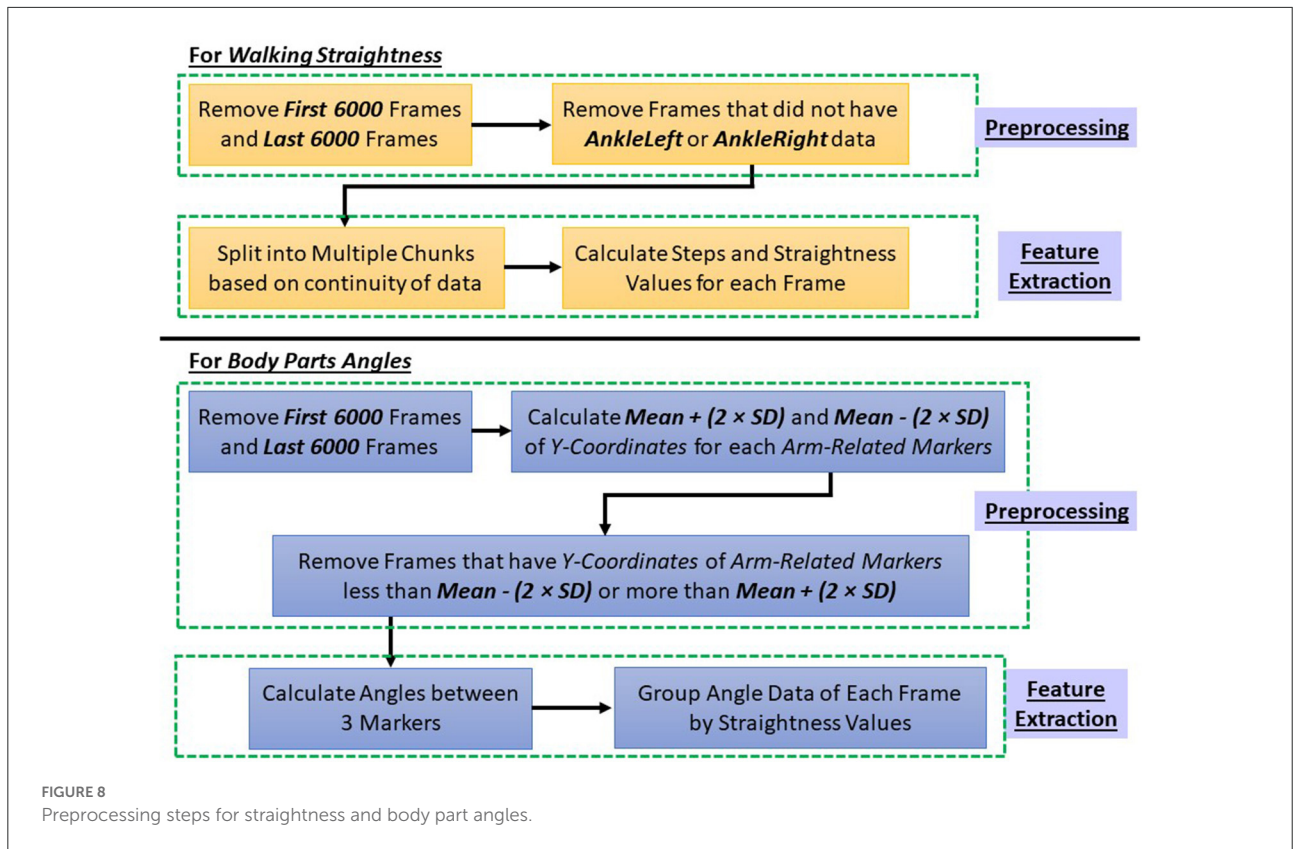 For Walking Straightness
Remove First 6000 Frames
and Last 6000 Frames
Remove Frames that did not have
AnkleLeft or AnkleRight data
Preprocessing
Split into Multiple Chunks
based on continuity of data
Calculate Steps and Straightness
Values for each Frame
Feature
Extraction
For Body Parts Angles
Remove First 6000 Frames
and Last 6000 Frames
Calculate Mean + (2 × SD) and Mean - (2 × SD)
of Y-Coordinates for each Arm-Related Markers
Preprocessing
Remove Frames that have Y-Coordinates of Arm-Related Markers
less than Mean - (2 × SD) or more than Mean + (2 × SD)
Calculate Angles between
3 Markers
Group Angle Data of Each Frame
by Straightness Values
Feature
Extraction
FIGURE 8
Preprocessing steps for straightness and body part angles.